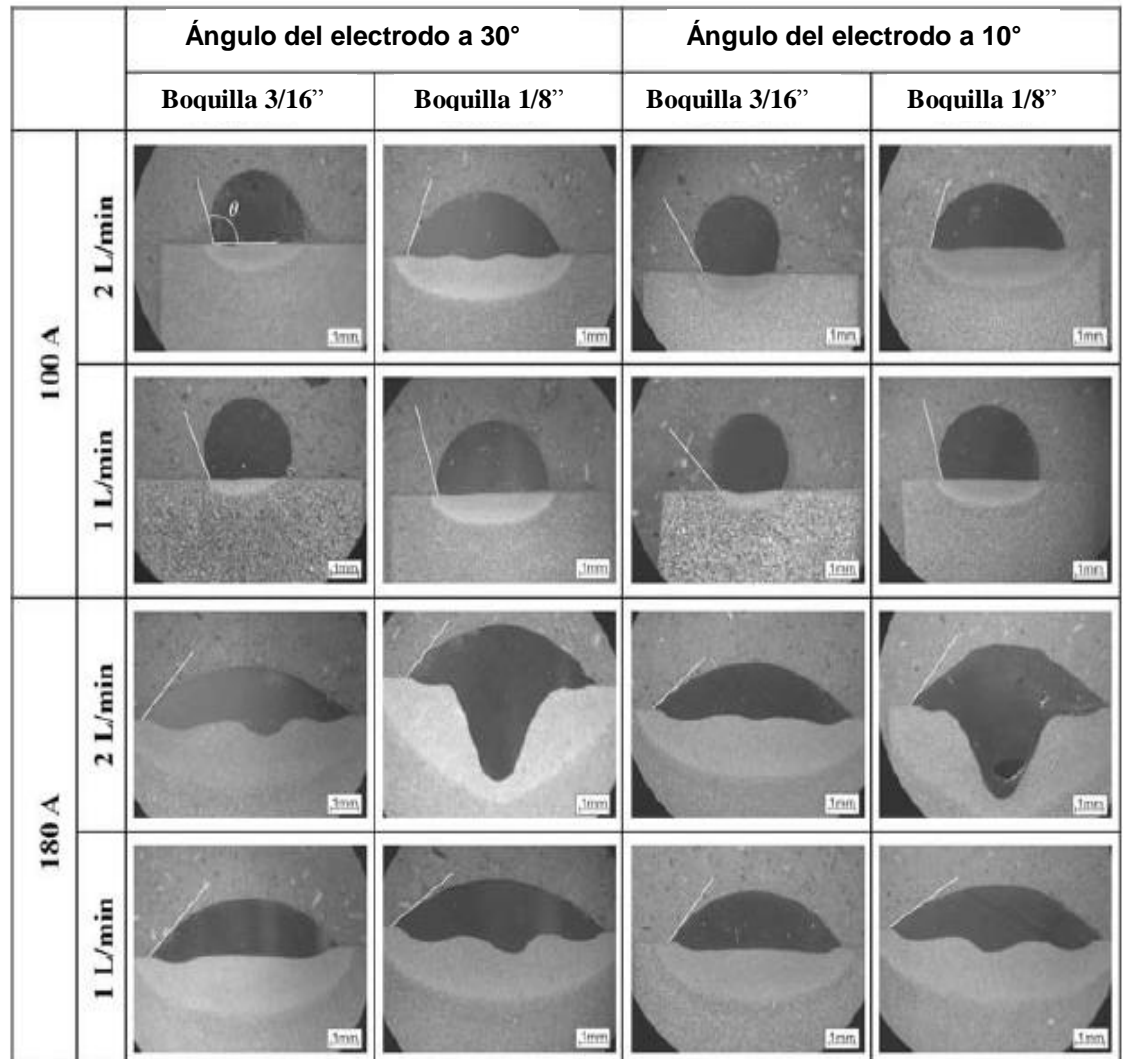 Ángulo del electrodo a 30°
Ángulo del electrodo a 10°
Boquilla 3/16”
Boquilla 1/8”
Boquilla 3/16”
Boquilla 1/8”
100 A
2 L/min
θ
1mm
1mm
1mm
1mm
1 L/min
1mm
1mm
1mm
1mm
180 A
2 L/min
1mm
1mm
1mm
1mm
1 L/min
1mm
1mm
1mm
1mm